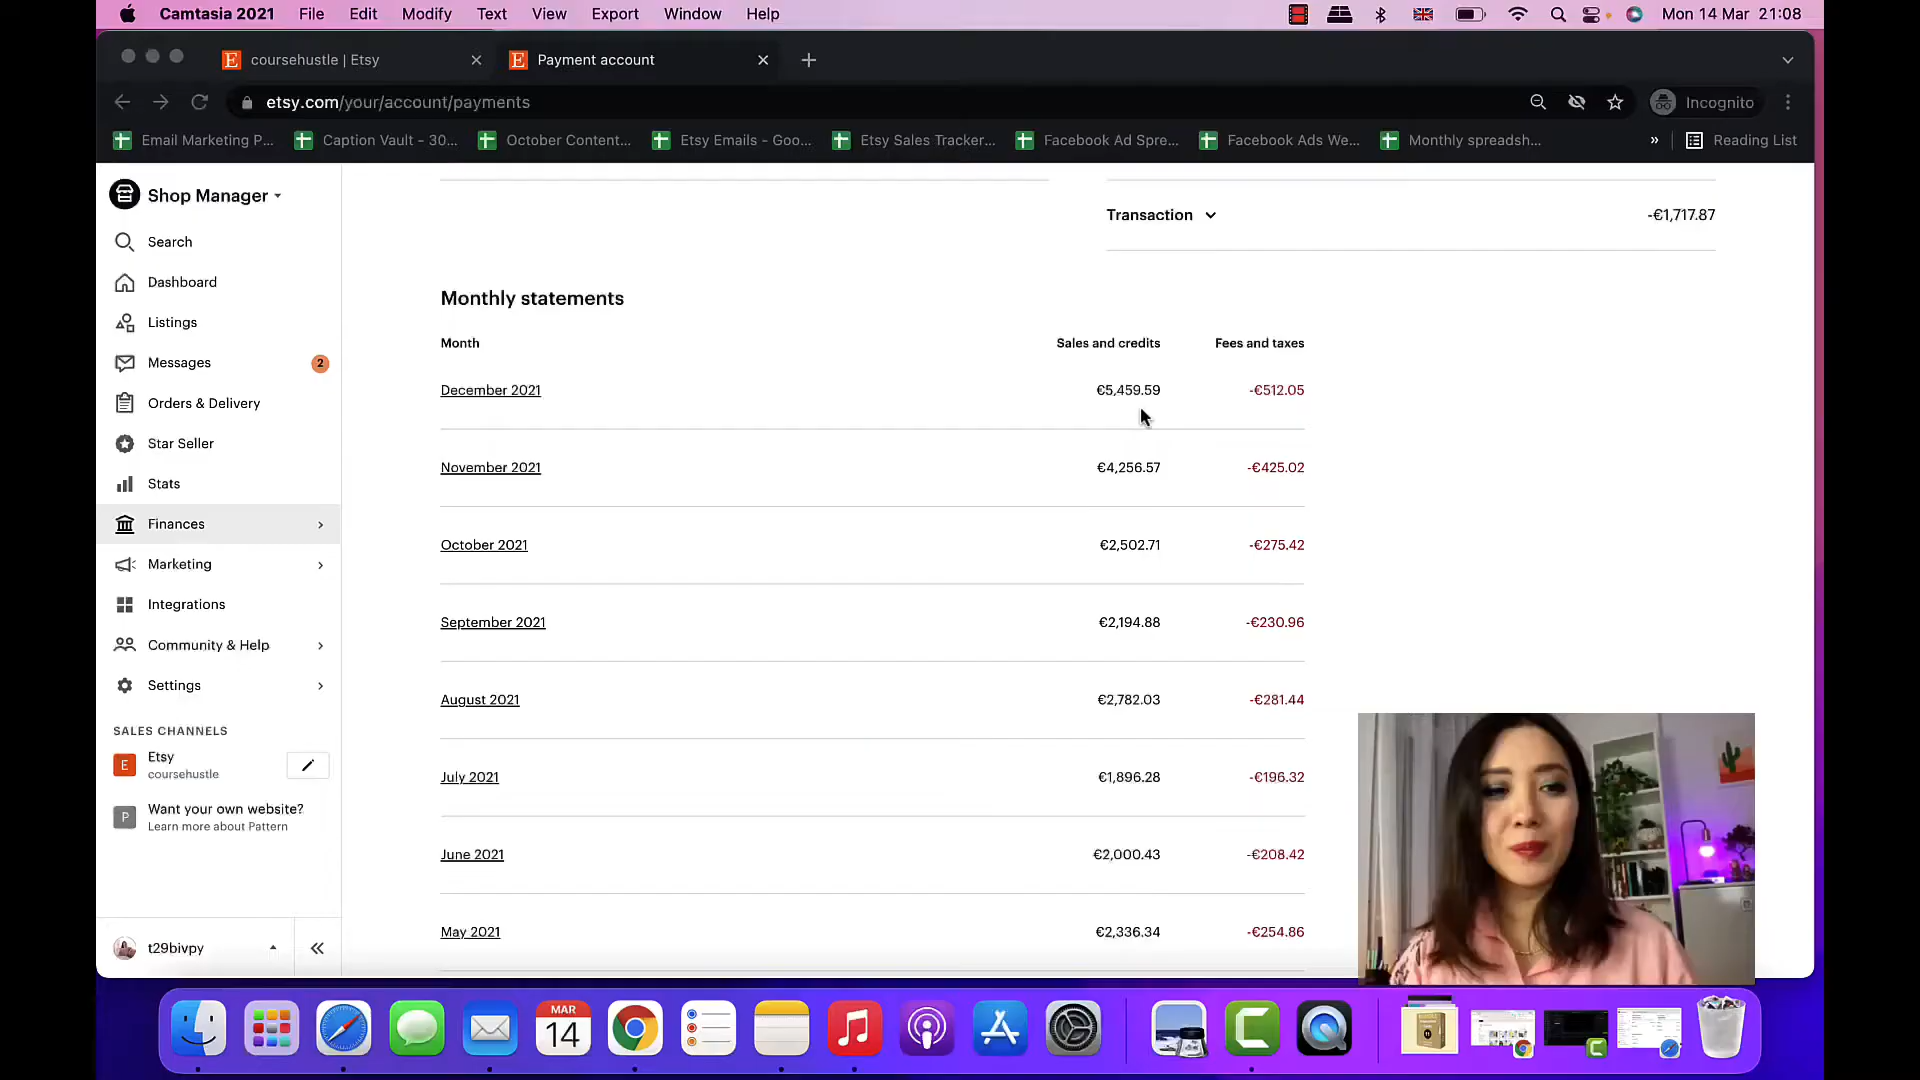 Camtasia 2021 File Edit Modify Text View Export Window Help Mon 14 Mar 21:08
coursehustle | Etsy Payment account
etsy.com/your/account/payments Incognito
Email Marketing P... Caption Vault - 30... October Content... Etsy Emails - Goo... Etsy Sales Tracker... Facebook Ad Spre... Facebook Ads We... Monthly spreadsh... » Reading List
Shop Manager
Search
Dashboard
Listings
Messages 2
Orders & Delivery
Star Seller
Stats
Finances
Marketing
Integrations
Community & Help
Settings
SALES CHANNELS
E Etsy
coursehustle
P Want your own website?
Learn more about Pattern
t29bivpy
Transaction -€1,717.87
Monthly statements
Month Sales and credits Fees and taxes
December 2021 €5,459.59 -€512.05
November 2021 €4,256.57 -€425.02
October 2021 €2,502.71 -€275.42
September 2021 €2,194.88 -€230.96
August 2021 €2,782.03 -€281.44
July 2021 €1,896.28 -€196.32
June 2021 €2,000.43 -€208.42
May 2021 €2,336.34 -€254.86
MAR
14